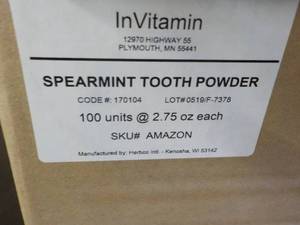 InVitamin
12970 HIGHWAY 55
PLYMOUTH, MN 55441
SPEARMINT TOOTH POWDER
CODE #: 170104 LOT# 0519/F-7378
100 units @ 2.75 oz each
SKU# AMAZON
Manufactured by: Herbco Intl. - Kenosha, WI 53142